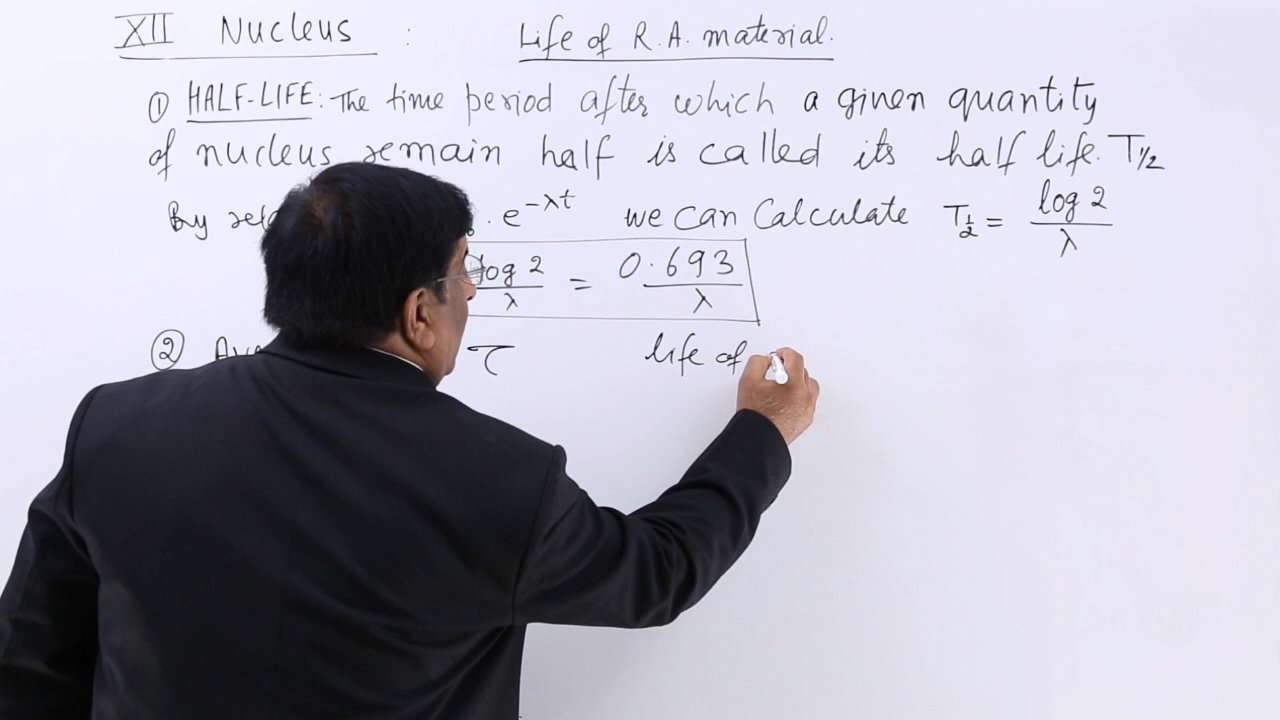 XII Nucleus : Life of R.A. material.
① HALF-LIFE: The time period after which a given quantity
of nucleus remain half is called its half life. T1/2
By . e^-λt we can Calculate T1/2 = log 2 / λ
log 2 / λ = 0.693 / λ
② τ life of